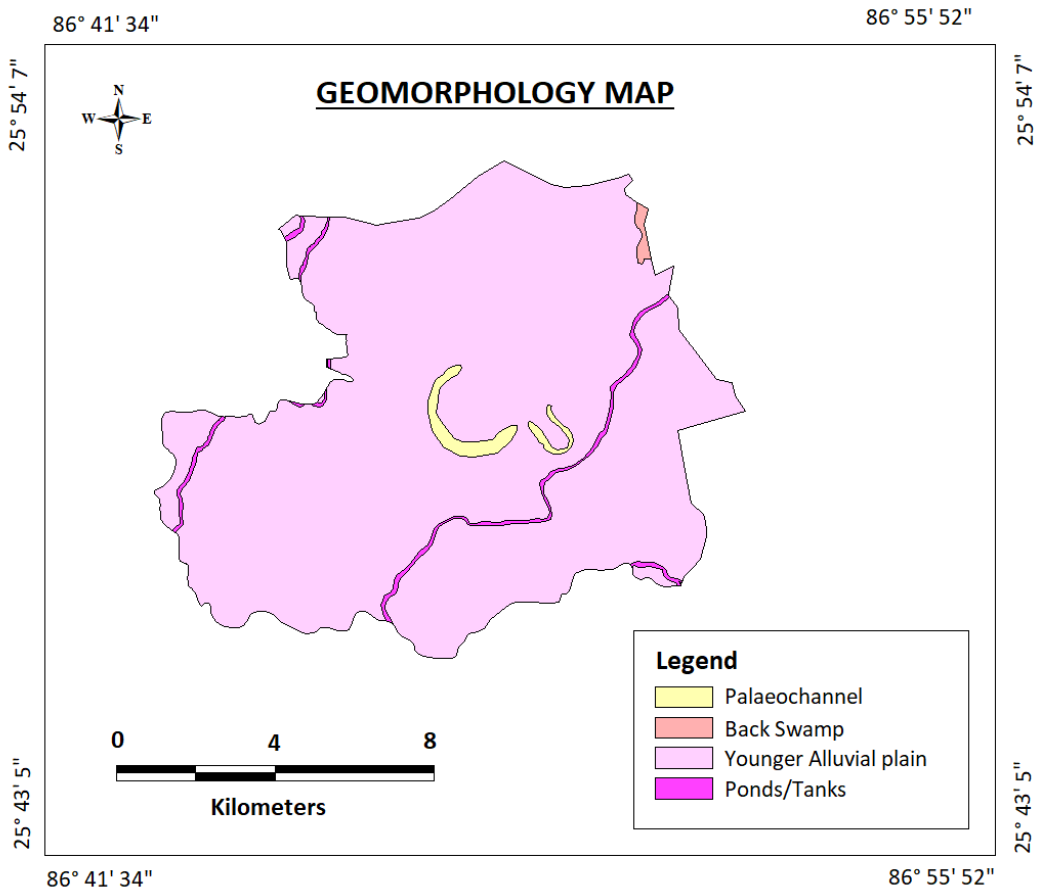 86° 41' 34"
86° 55' 52"
25° 54' 7"
25° 54' 7"
GEOMORPHOLOGY MAP
N
W E
S
Legend
Palaeochannel
Back Swamp
Younger Alluvial plain
Ponds/Tanks
0 4 8
Kilometers
25° 43' 5"
25° 43' 5"
86° 41' 34"
86° 55' 52"